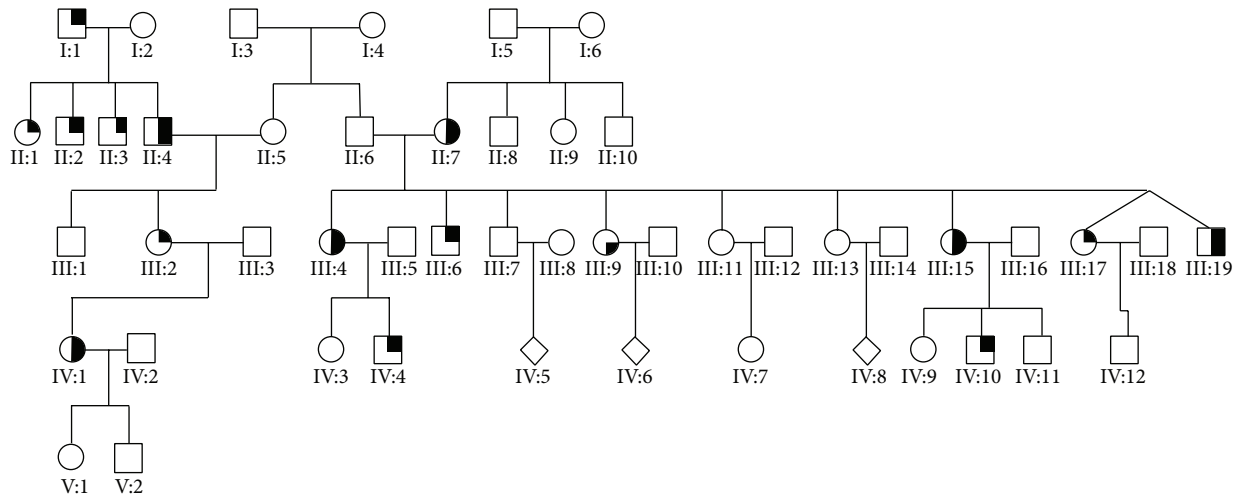 I:1 I:2 I:3 I:4 I:5 I:6
II:1 II:2 II:3 II:4 II:5 II:6 II:7 II:8 II:9 II:10
III:1 III:2 III:3 III:4 III:5 III:6 III:7 III:8 III:9 III:10 III:11 III:12 III:13 III:14 III:15 III:16 III:17 III:18 III:19
IV:1 IV:2 IV:3 IV:4 IV:5 IV:6 IV:7 IV:8 IV:9 IV:10 IV:11 IV:12
V:1 V:2